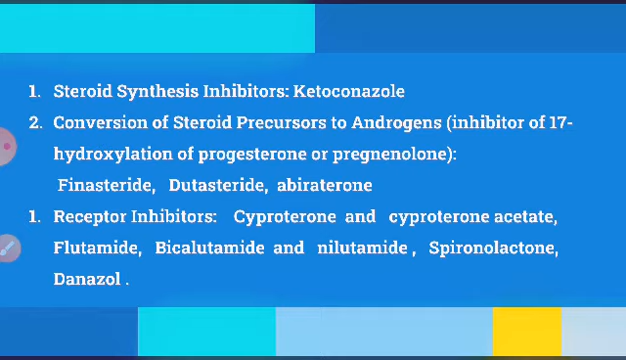 1. Steroid Synthesis Inhibitors: Ketoconazole
2. Conversion of Steroid Precursors to Androgens (inhibitor of 17-
hydroxylation of progesterone or pregnenolone):
Finasteride, Dutasteride, abiraterone
1. Receptor Inhibitors: Cyproterone and cyproterone acetate,
Flutamide, Bicalutamide and nilutamide , Spironolactone,
Danazol .